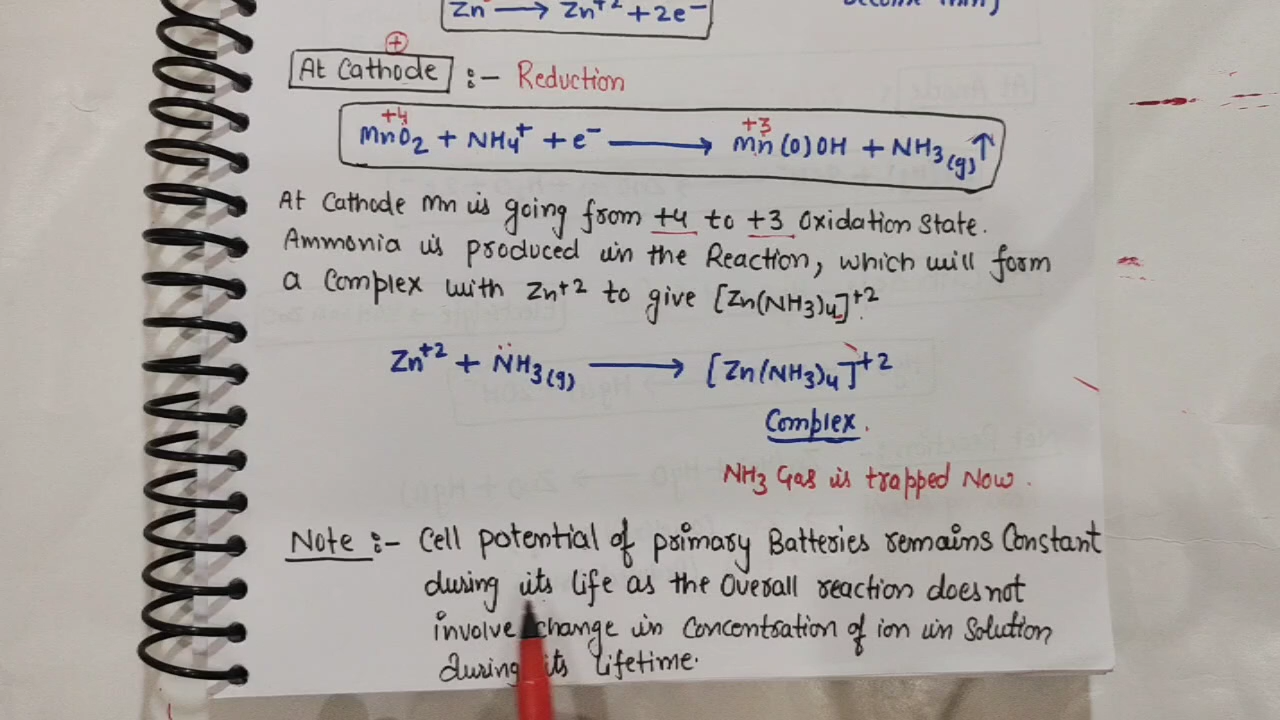 Zn ⟶ Zn+2 + 2e-
+
At Cathode :- Reduction
+4 +3
MnO2 + NH4+ + e- ⟶ Mn(O)OH + NH3(g)↑
At Cathode Mn is going from +4 to +3 Oxidation State.
Ammonia is produced in the Reaction, which will form
a Complex with Zn+2 to give [Zn(NH3)4]+2.
Zn+2 + N̈H3(g) ⟶ [Zn(NH3)4]+2
Complex.
NH3 Gas is trapped Now.
Note :- Cell potential of primary Batteries remains Constant
during its life as the Overall reaction does not
involve change in Concentration of ion in Solution
during its lifetime.